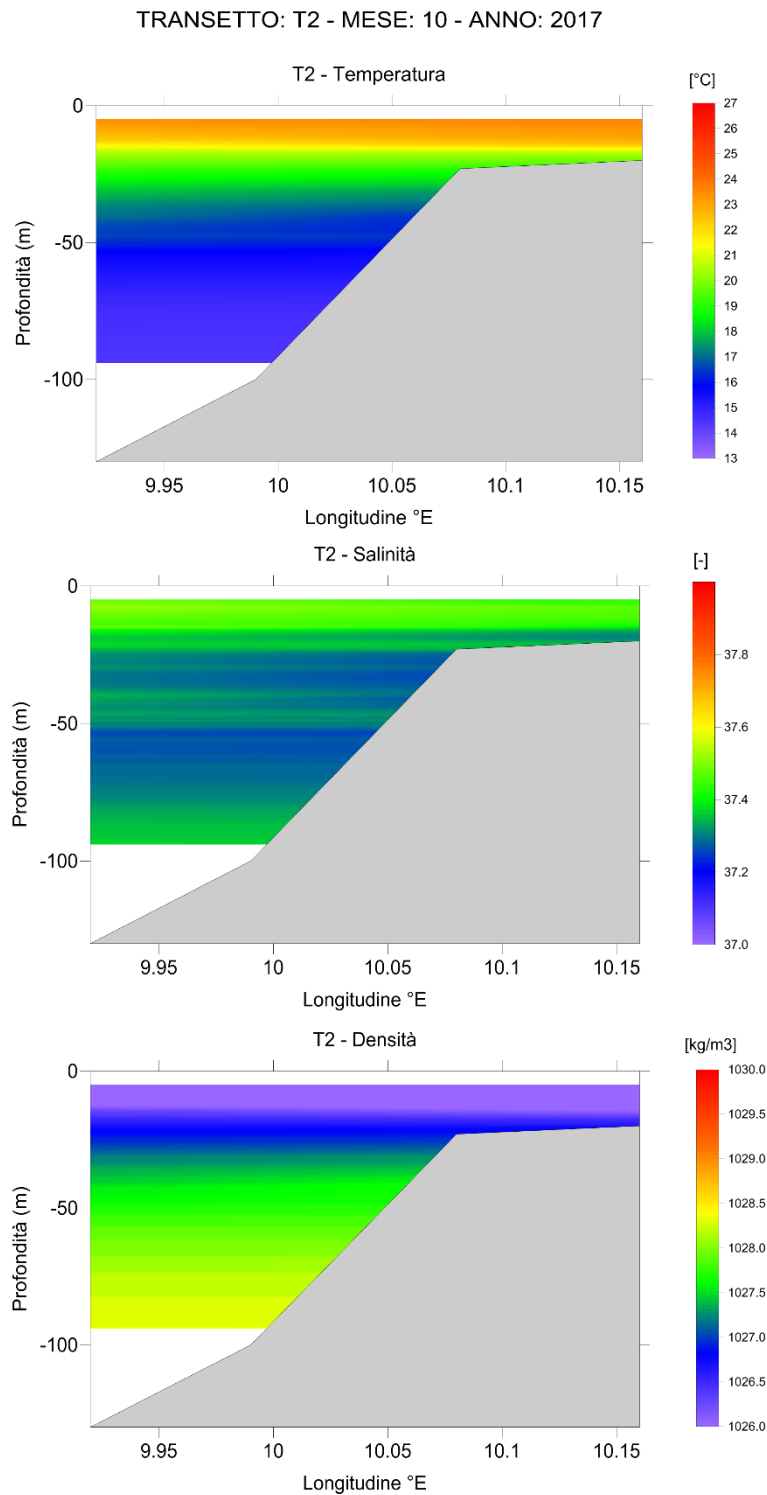 TRANSETTO: T2 - MESE: 10 - ANNO: 2017
T2 - Temperatura
[°C]
0
-50
-100
Profondità (m)
9.95 10 10.05 10.1 10.15
Longitudine °E
27
26
25
24
23
22
21
20
19
18
17
16
15
14
13
T2 - Salinità
[-]
0
-50
-100
Profondità (m)
9.95 10 10.05 10.1 10.15
Longitudine °E
37.8
37.6
37.4
37.2
37.0
T2 - Densità
[kg/m3]
0
-50
-100
Profondità (m)
9.95 10 10.05 10.1 10.15
Longitudine °E
1030.0
1029.5
1029.0
1028.5
1028.0
1027.5
1027.0
1026.5
1026.0